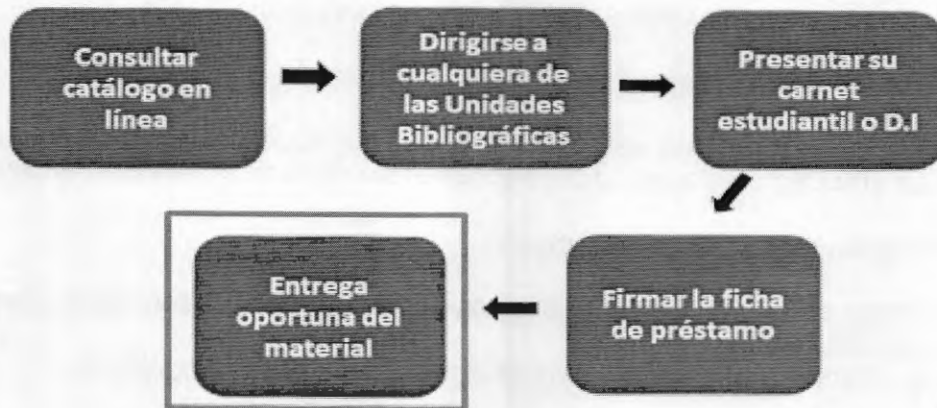 Consultar
catálogo en
línea
Dirigirse a
cualquiera de
las Unidades
Bibliográficas
Presentar su
carnet
estudiantil o D.I
Firmar la ficha
de préstamo
Entrega
oportuna del
material